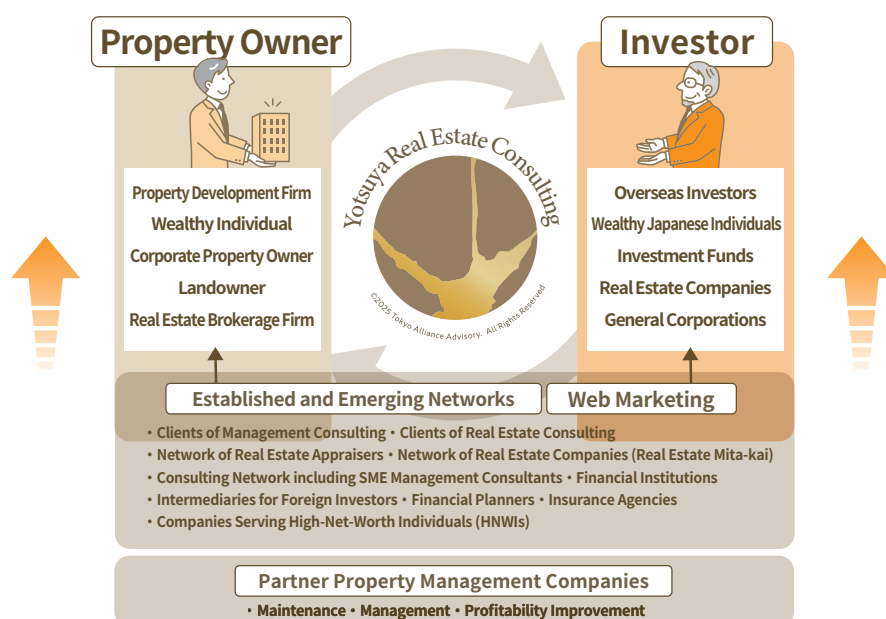 Property Owner
Investor
Property Development Firm
Wealthy Individual
Corporate Property Owner
Landowner
Real Estate Brokerage Firm
Yotsuya Real Estate Consulting
©2025 Tokyo Alliance Advisory. All Rights Reserved
Overseas Investors
Wealthy Japanese Individuals
Investment Funds
Real Estate Companies
General Corporations
Established and Emerging Networks
Web Marketing
・Clients of Management Consulting・Clients of Real Estate Consulting
・Network of Real Estate Appraisers・Network of Real Estate Companies (Real Estate Mita-kai)
・Consulting Network including SME Management Consultants・Financial Institutions
・Intermediaries for Foreign Investors・Financial Planners・Insurance Agencies
・Companies Serving High-Net-Worth Individuals (HNWIs)
Partner Property Management Companies
・Maintenance・Management・Profitability Improvement